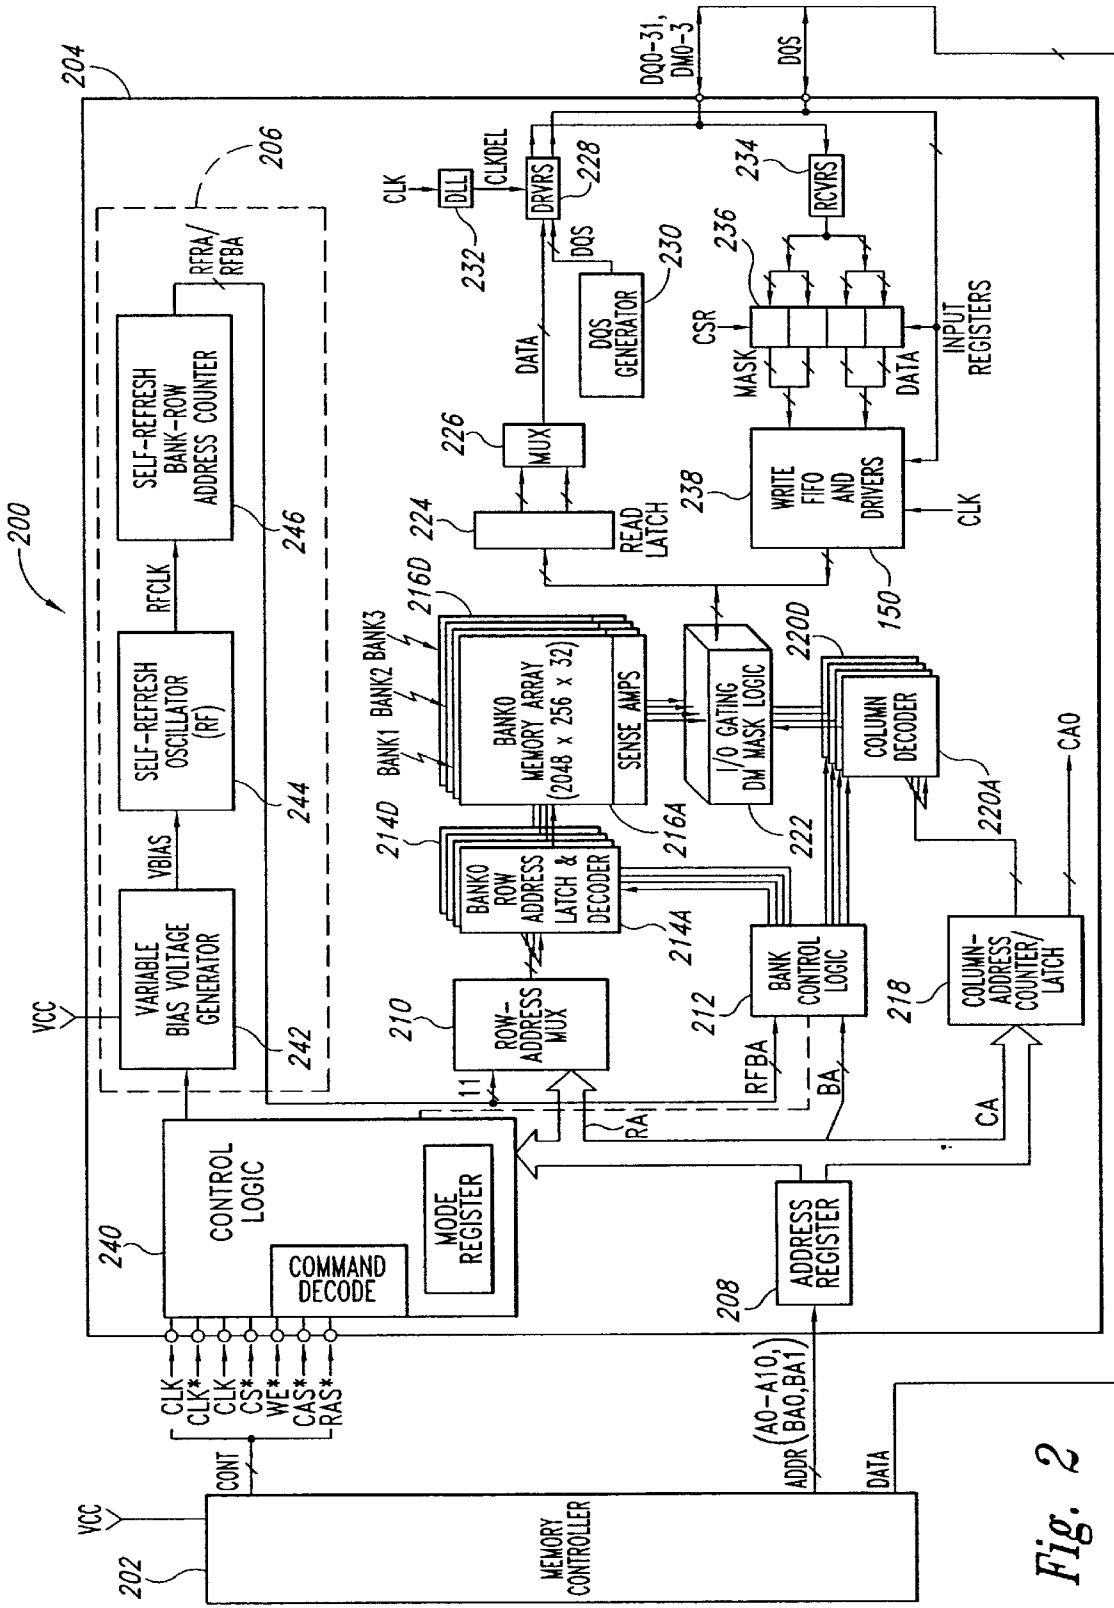 200
204
206
VCC
VARIABLE
BIAS VOLTAGE
GENERATOR
242
VBIAS
SELF-REFRESH
OSCILLATOR
(RF)
244
RFCLK
SELF-REFRESH
BANK-ROW
ADDRESS COUNTER
246
RFRA/
RFBA
240
CONTROL
LOGIC
COMMAND
DECODE
MODE
REGISTER
CLK
CLK*
CLK
CS*
WE*
CAS*
RAS*
CONT
VCC
202
MEMORY
CONTROLLER
ADDR
(A0-A10,
BA0,BA1)
DATA
208
ADDRESS
REGISTER
11
RA
RFBA
BA
CA
210
ROW-
ADDRESS
MUX
212
BANK
CONTROL
LOGIC
218
COLUMN-
ADDRESS
COUNTER/
LATCH
CA0
214D
BANK0
ROW
ADDRESS
LATCH &
DECODER
214A
BANK1
BANK2
BANK3
216D
BANK0
MEMORY ARRAY
(2048 x 256 x 32)
SENSE AMPS
216A
222
I/O GATING
DM MASK LOGIC
220D
COLUMN
DECODER
220A
224
READ
LATCH
226
MUX
DATA
DQS
GENERATOR
230
DQS
CLK
DLL
232
CLKDEL
DRVRS
228
DQ0-31,
DM0-3
DQS
RCVRS
234
236
CSR
MASK
DATA
INPUT
REGISTERS
238
WRITE
FIFO
AND
DRIVERS
150
CLK
Fig. 2